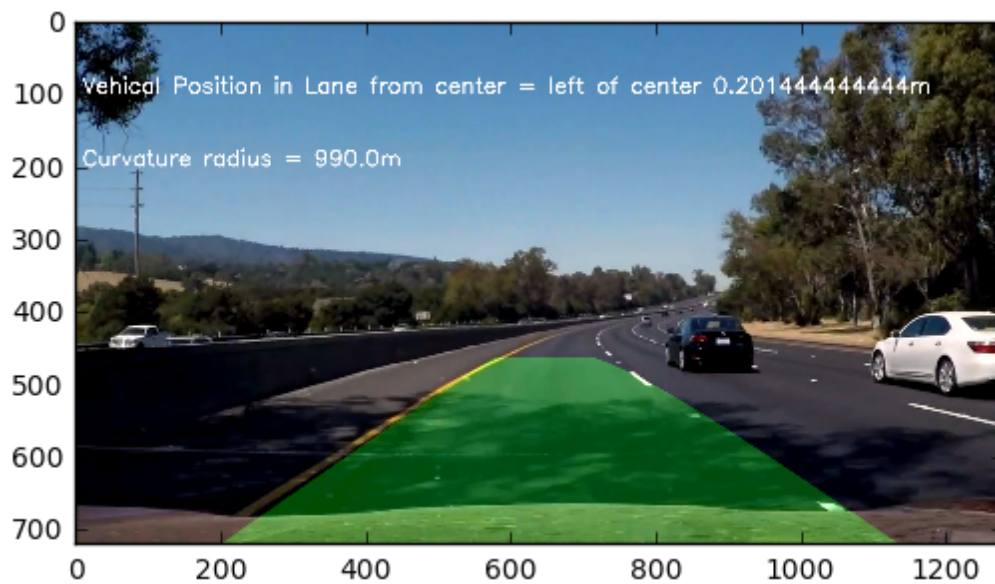 0
100
Vehical Position in Lane from center = left of center 0.201444444444m
Curvature radius = 990.0m
200
300
400
500
600
700
0 200 400 600 800 1000 1200